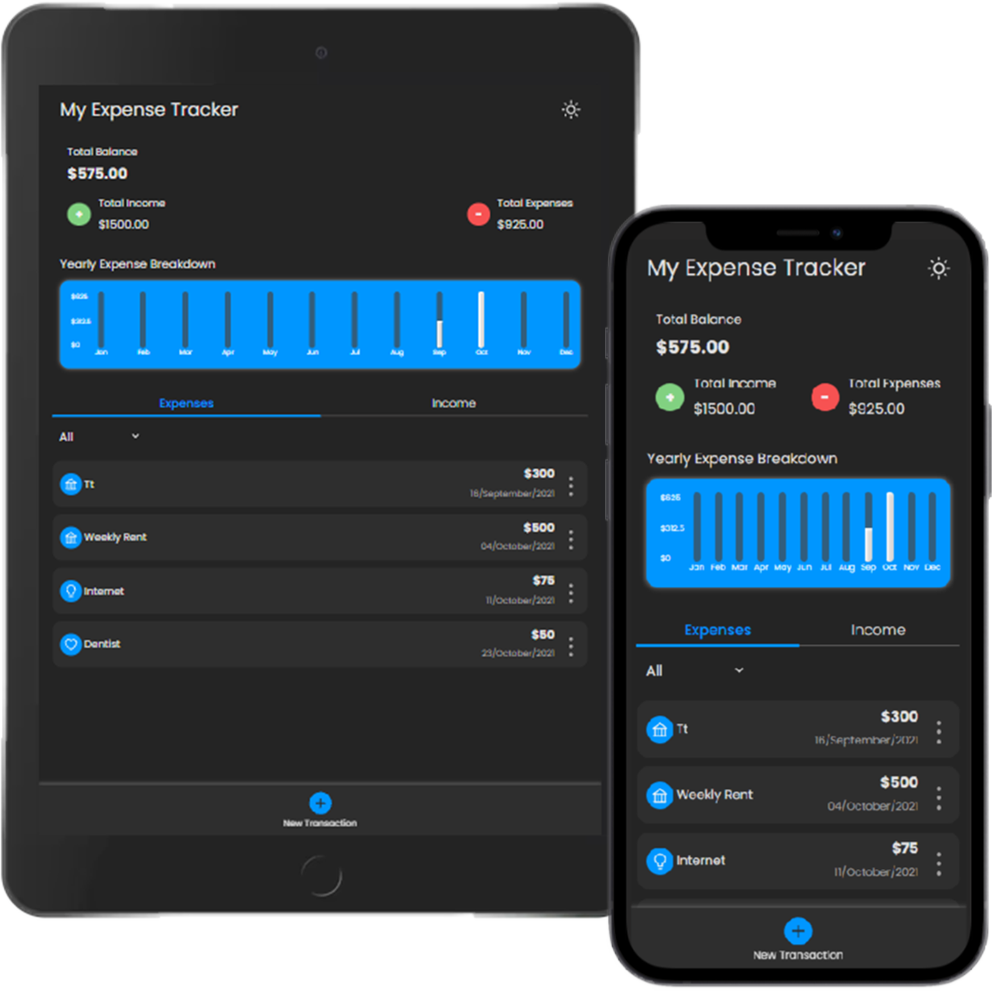 My Expense Tracker
Total Balance
$575.00
Total Income
$1500.00
Total Expenses
$925.00
Yearly Expense Breakdown
$625
$312.5
$0
Jan Feb Mar Apr May Jun Jul Aug Sep Oct Nov Dec
Expenses Income
All
Tt
$300
16/September/2021
Weekly Rent
$500
04/October/2021
Internet
$75
11/October/2021
Dentist
$50
23/October/2021
New Transaction
My Expense Tracker
Total Balance
$575.00
Total Income
$1500.00
Total Expenses
$925.00
Yearly Expense Breakdown
$625
$312.5
$0
Jan Feb Mar Apr May Jun Jul Aug Sep Oct Nov Dec
Expenses Income
All
Tt
$300
16/September/2021
Weekly Rent
$500
04/October/2021
Internet
$75
11/October/2021
New Transaction